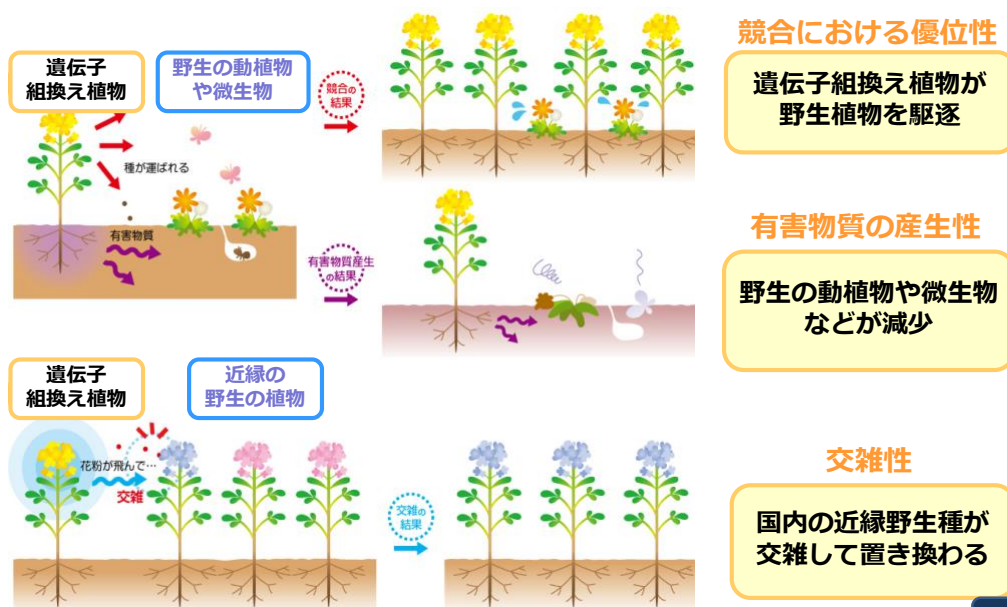 遺伝子
組換え植物
野生の動植物
や微生物
種が運ばれる
有害物質
競合の
結果
競合における優位性
遺伝子組換え植物が
野生植物を駆逐
有害物質産生
の結果
有害物質の産生性
野生の動植物や微生物
などが減少
遺伝子
組換え植物
近縁の
野生の植物
花粉が飛んで…
交雑
交雑の
結果
交雑性
国内の近縁野生種が
交雑して置き換わる